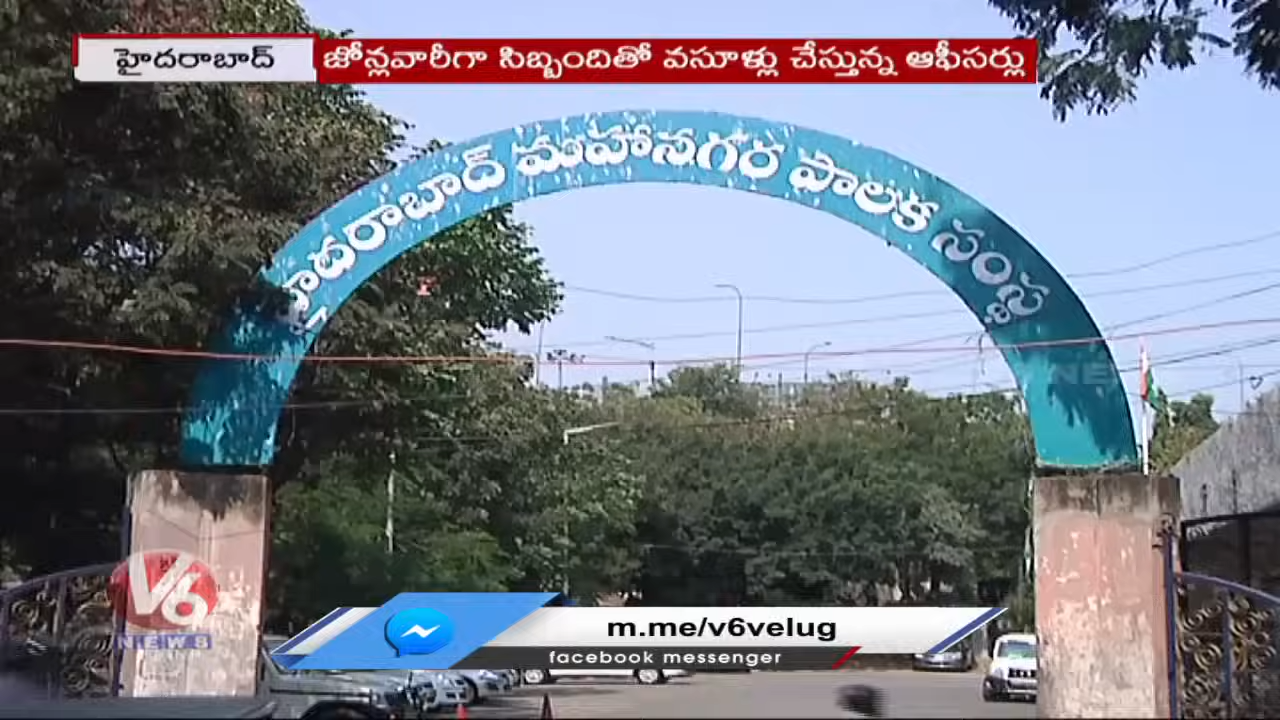 హైదరాబాద్
జోన్లవారీగా సిబ్బందితో వసూళ్లు చేస్తున్న ఆఫీసర్లు
హైదరాబాద్ మహానగర పాలక సంస్థ
V6
NEWS
m.me/v6velug
facebook messenger